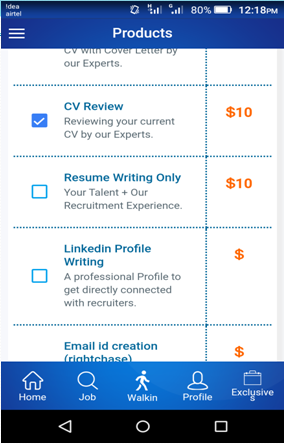 !dea
airtel
H
G
80%
12:18PM
Products
CV with Cover Letter by
our Experts.
CV Review
Reviewing your current
CV by our Experts.
$10
Resume Writing Only
Your Talent + Our
Recruitment Experience.
$10
Linkedin Profile
Writing
A professional Profile to
get directly connected
with recruiters.
$
Email id creation
(rightchase)
$
Home
Job
Walkin
Profile
Exclusive
s